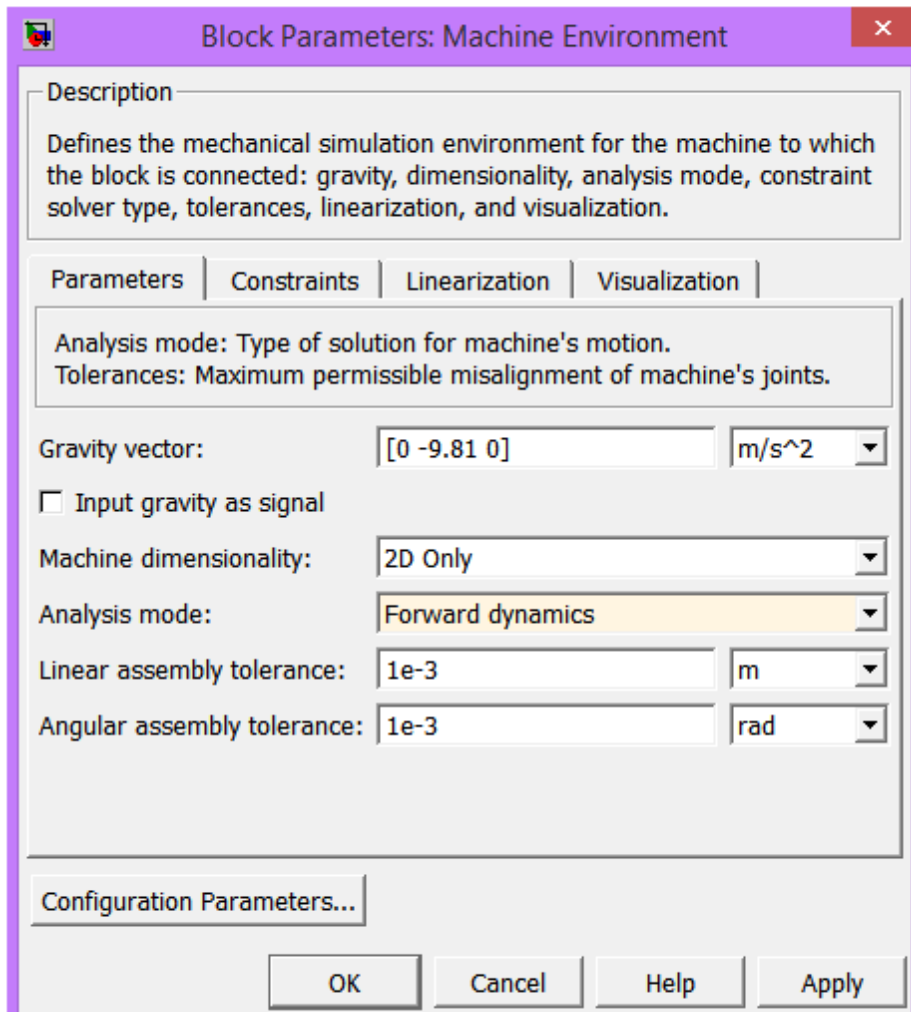 Block Parameters: Machine Environment
Description
Defines the mechanical simulation environment for the machine to which
the block is connected: gravity, dimensionality, analysis mode, constraint
solver type, tolerances, linearization, and visualization.
Parameters Constraints Linearization Visualization
Analysis mode: Type of solution for machine's motion.
Tolerances: Maximum permissible misalignment of machine's joints.
Gravity vector: [0 -9.81 0] m/s^2
Input gravity as signal
Machine dimensionality: 2D Only
Analysis mode: Forward dynamics
Linear assembly tolerance: 1e-3 m
Angular assembly tolerance: 1e-3 rad
Configuration Parameters...
OK Cancel Help Apply